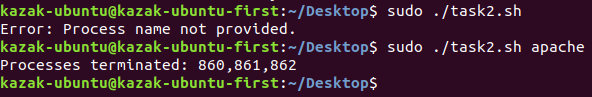 kazak-ubuntu@kazak-ubuntu-first:~/Desktop$ sudo ./task2.sh
Error: Process name not provided.
kazak-ubuntu@kazak-ubuntu-first:~/Desktop$ sudo ./task2.sh apache
Processes terminated: 860,861,862
kazak-ubuntu@kazak-ubuntu-first:~/Desktop$